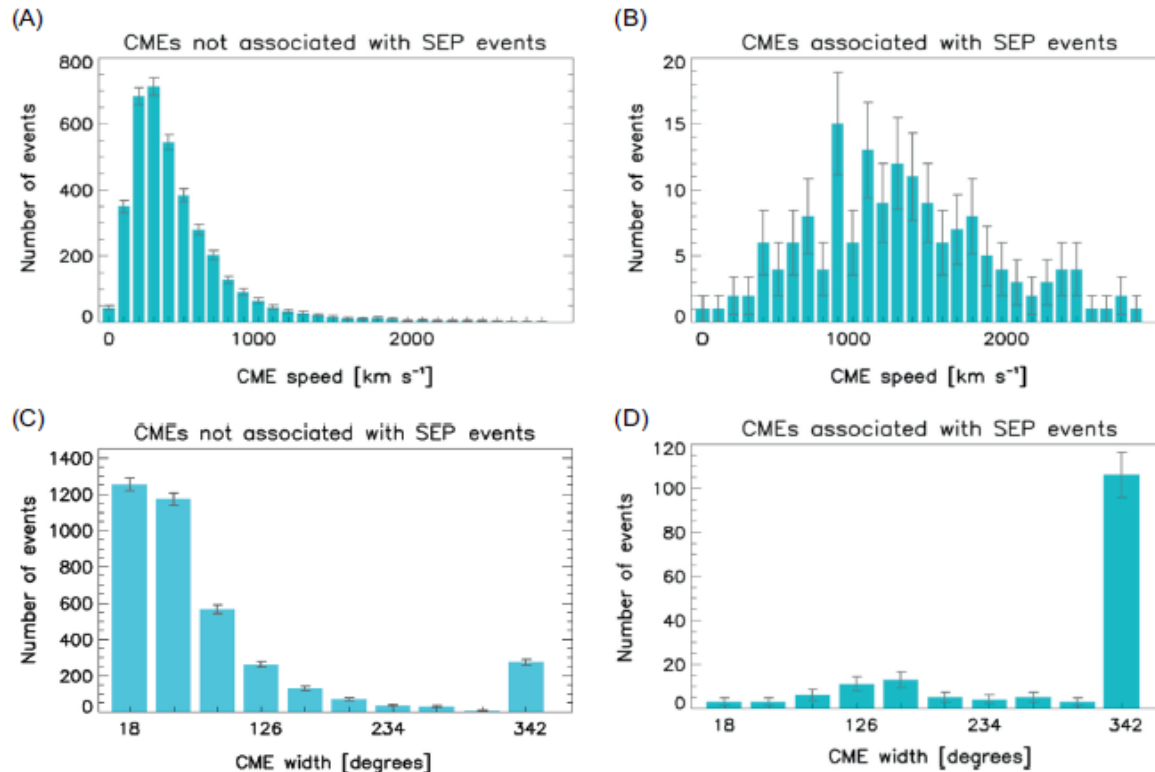 (A)
CMEs not associated with SEP events
Number of events
800
600
400
200
0
0 1000 2000
CME speed [km s⁻¹]
(B)
CMEs associated with SEP events
Number of events
20
15
10
5
0
0 1000 2000
CME speed [km s⁻¹]
(C)
CMEs not associated with SEP events
Number of events
1400
1200
1000
800
600
400
200
0
18 126 234 342
CME width [degrees]
(D)
CMEs associated with SEP events
Number of events
120
100
80
60
40
20
0
18 126 234 342
CME width [degrees]